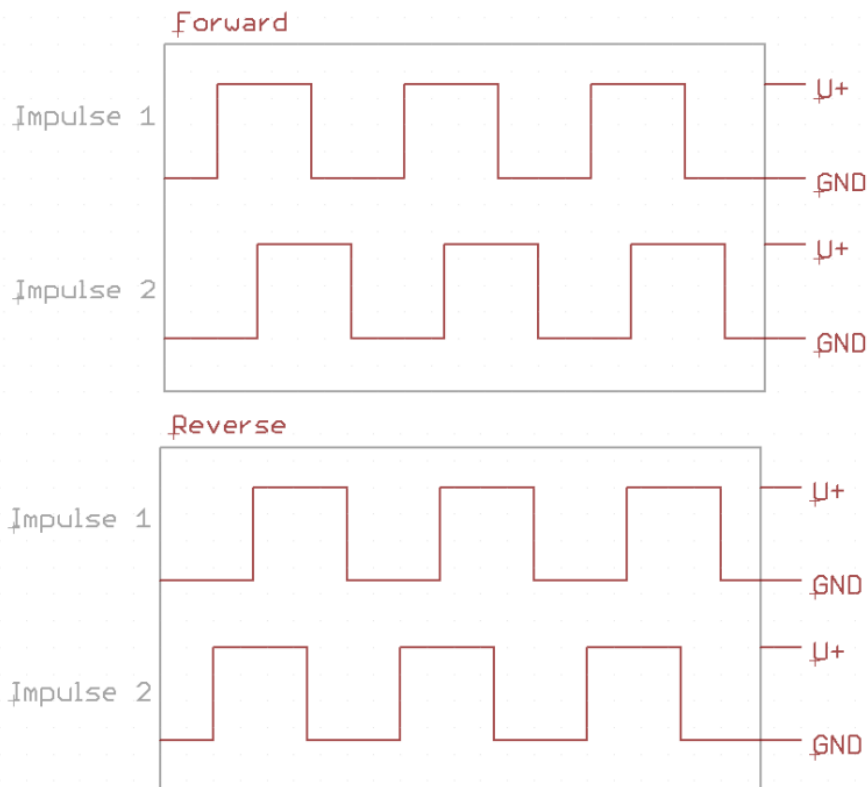 Forward
Impulse 1
U+
GND
Impulse 2
U+
GND
Reverse
Impulse 1
U+
GND
Impulse 2
U+
GND